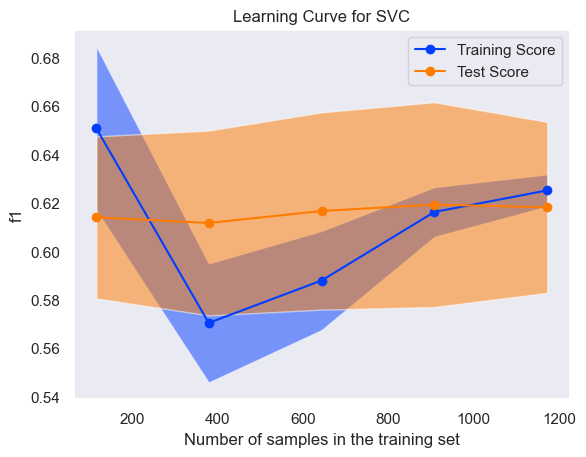 Learning Curve for SVC
Training Score
Test Score
f1
0.68
0.66
0.64
0.62
0.60
0.58
0.56
0.54
200 400 600 800 1000 1200
Number of samples in the training set